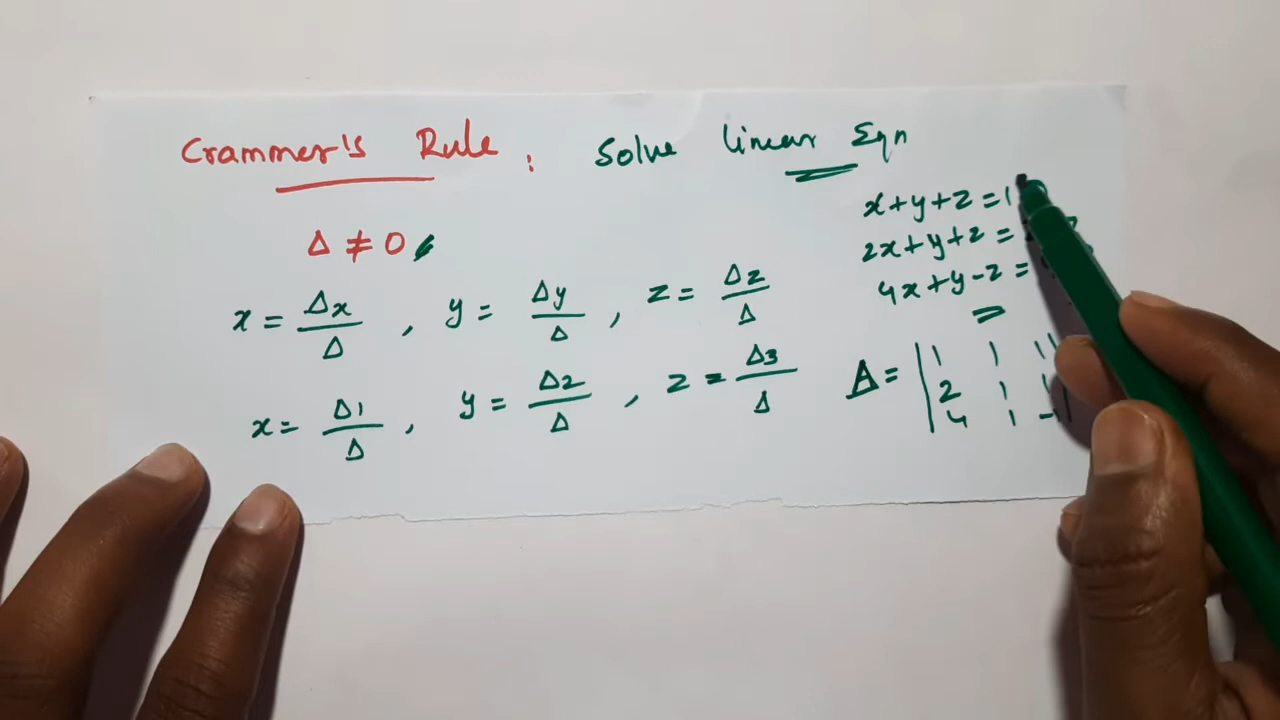 Crammer's Rule : Solve linear Eqn
Δ ≠ 0
x = Δx/Δ , y = Δy/Δ , z = Δz/Δ
x = Δ1/Δ , y = Δ2/Δ , z = Δ3/Δ
x+y+z=1
2x+y+z=
4x+y-z=
Δ = | 1 1 1 |
2 1 1
4 1 -